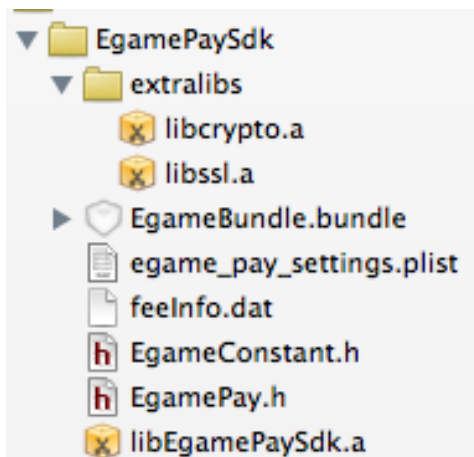 EgamePaySdk
extralibs
libcrypto.a
libssl.a
EgameBundle.bundle
egame_pay_settings.plist
feeInfo.dat
EgameConstant.h
EgamePay.h
libEgamePaySdk.a